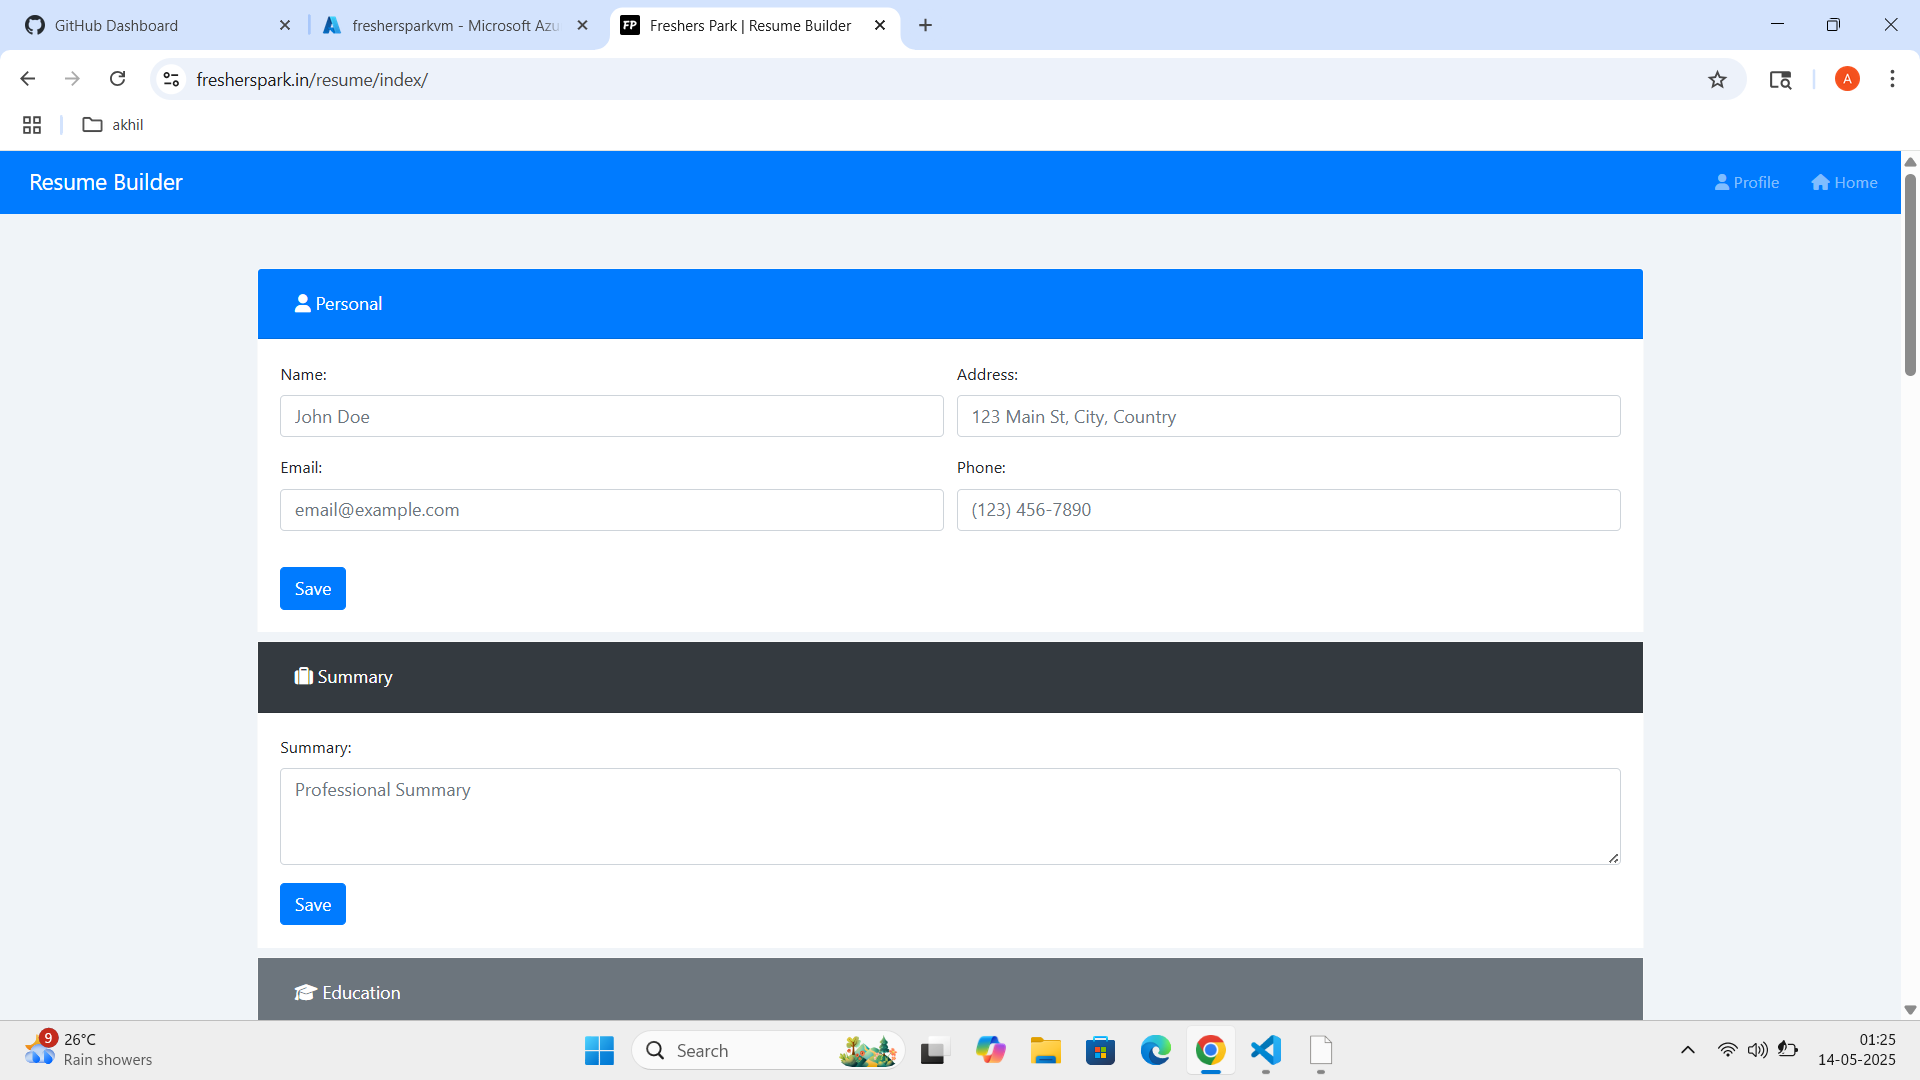 GitHub Dashboard
freshersparkvm - Microsoft Azu
FP Freshers Park | Resume Builder
fresherspark.in/resume/index/
A
akhil
Resume Builder
Profile
Home
Personal
Name:
Address:
John Doe
123 Main St, City, Country
Email:
Phone:
email@example.com
(123) 456-7890
Save
Summary
Summary:
Professional Summary
Save
Education
9
26°C
Rain showers
Search
01:25
14-05-2025